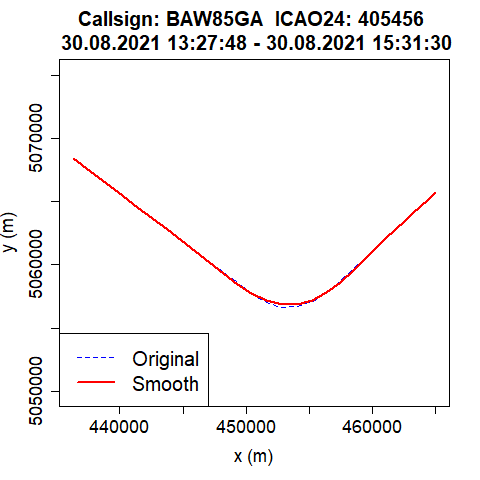 Callsign: BAW85GA  ICAO24: 405456
30.08.2021 13:27:48 - 30.08.2021 15:31:30
5070000
5060000
5050000
y (m)
Original
Smooth
440000
450000
460000
x (m)